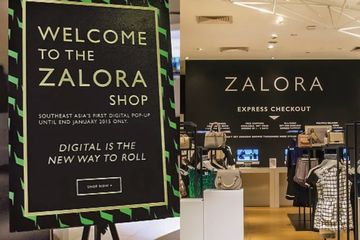 WELCOME
TO THE
ZALORA
SHOP
SOUTHEAST ASIA'S FIRST DIGITAL POP-UP
UNTIL END JANUARY 2015 ONLY.
DIGITAL IS THE
NEW WAY TO ROLL
SHOP NOW
ZALORA
EXPRESS CHECKOUT